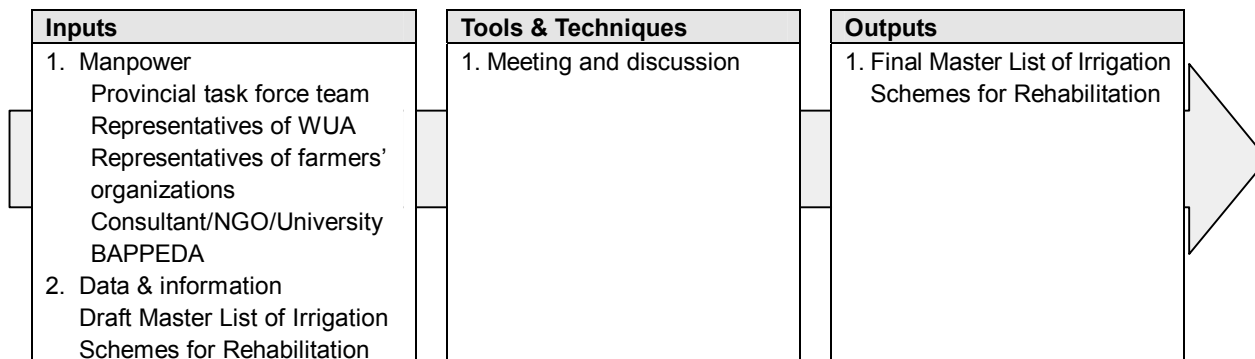 Inputs
1. Manpower
Provincial task force team
Representatives of WUA
Representatives of farmers’
organizations
Consultant/NGO/University
BAPPEDA
2. Data & information
Draft Master List of Irrigation
Schemes for Rehabilitation
Tools & Techniques
1. Meeting and discussion
Outputs
1. Final Master List of Irrigation
Schemes for Rehabilitation